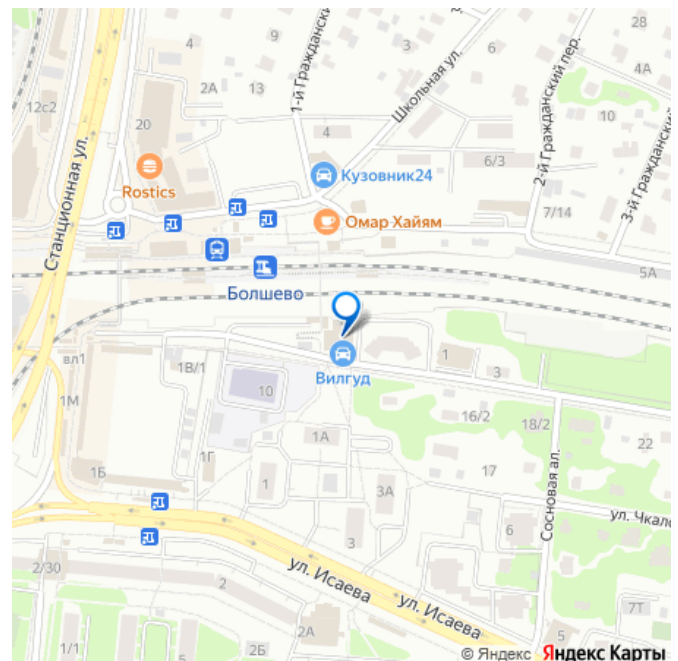 4
9
3
6
12с2
2А
13
1-й Гражданский
Школьная ул.
2-й Гражданский пер.
4А
8
20
4
10
Станционная ул.
Rostics
Кузовник24
6/3
3-й Гражданский
Омар Хайям
7/14
5А
Болшево
вл1
1В/1
Вилгуд
1
3
1М
10
16/2
18/2
22
1А
1Г
1Б
1
3А
17
Сосновая ал.
ул. Чкало
3
6
2/30
2
ул. Исаева
ул. Исаева
7Т
1/1
2Б
2А
5
© Яндекс Яндекс Карты